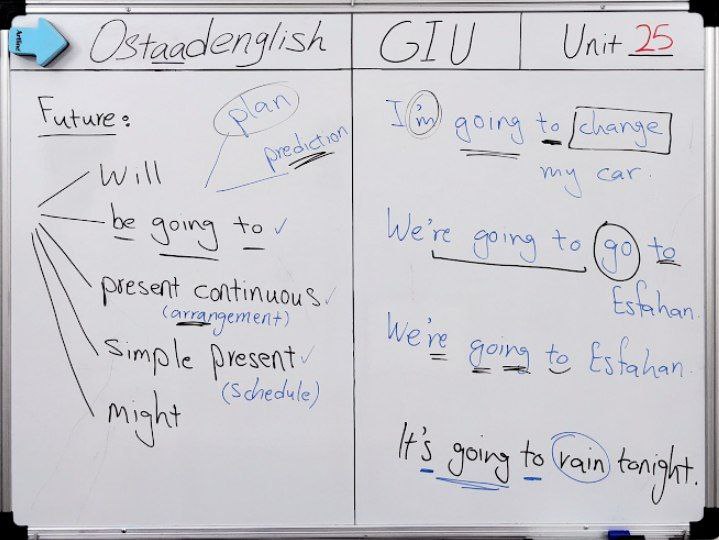 Artline
Ostaadenglish
GIU
Unit 25
Future:
plan
prediction
Will
be going to ✓
present continuous ✓
(arrangement)
Simple present ✓
(schedule)
might
I'm going to change
my car.
We're going to go to
Esfahan.
We're going to Esfahan.
It's going to rain tonight.